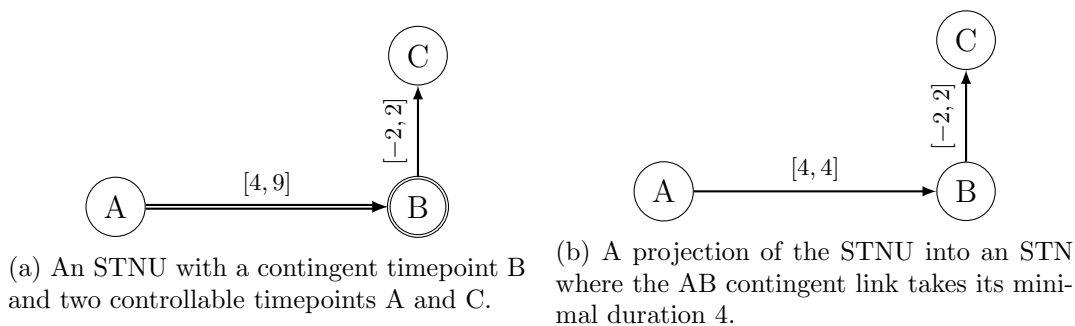 C
[−2, 2]
[4, 9]
A
B
(a) An STNU with a contingent timepoint B
and two controllable timepoints A and C.
C
[−2, 2]
[4, 4]
A
B
(b) A projection of the STNU into an STN
where the AB contingent link takes its mini-
mal duration 4.